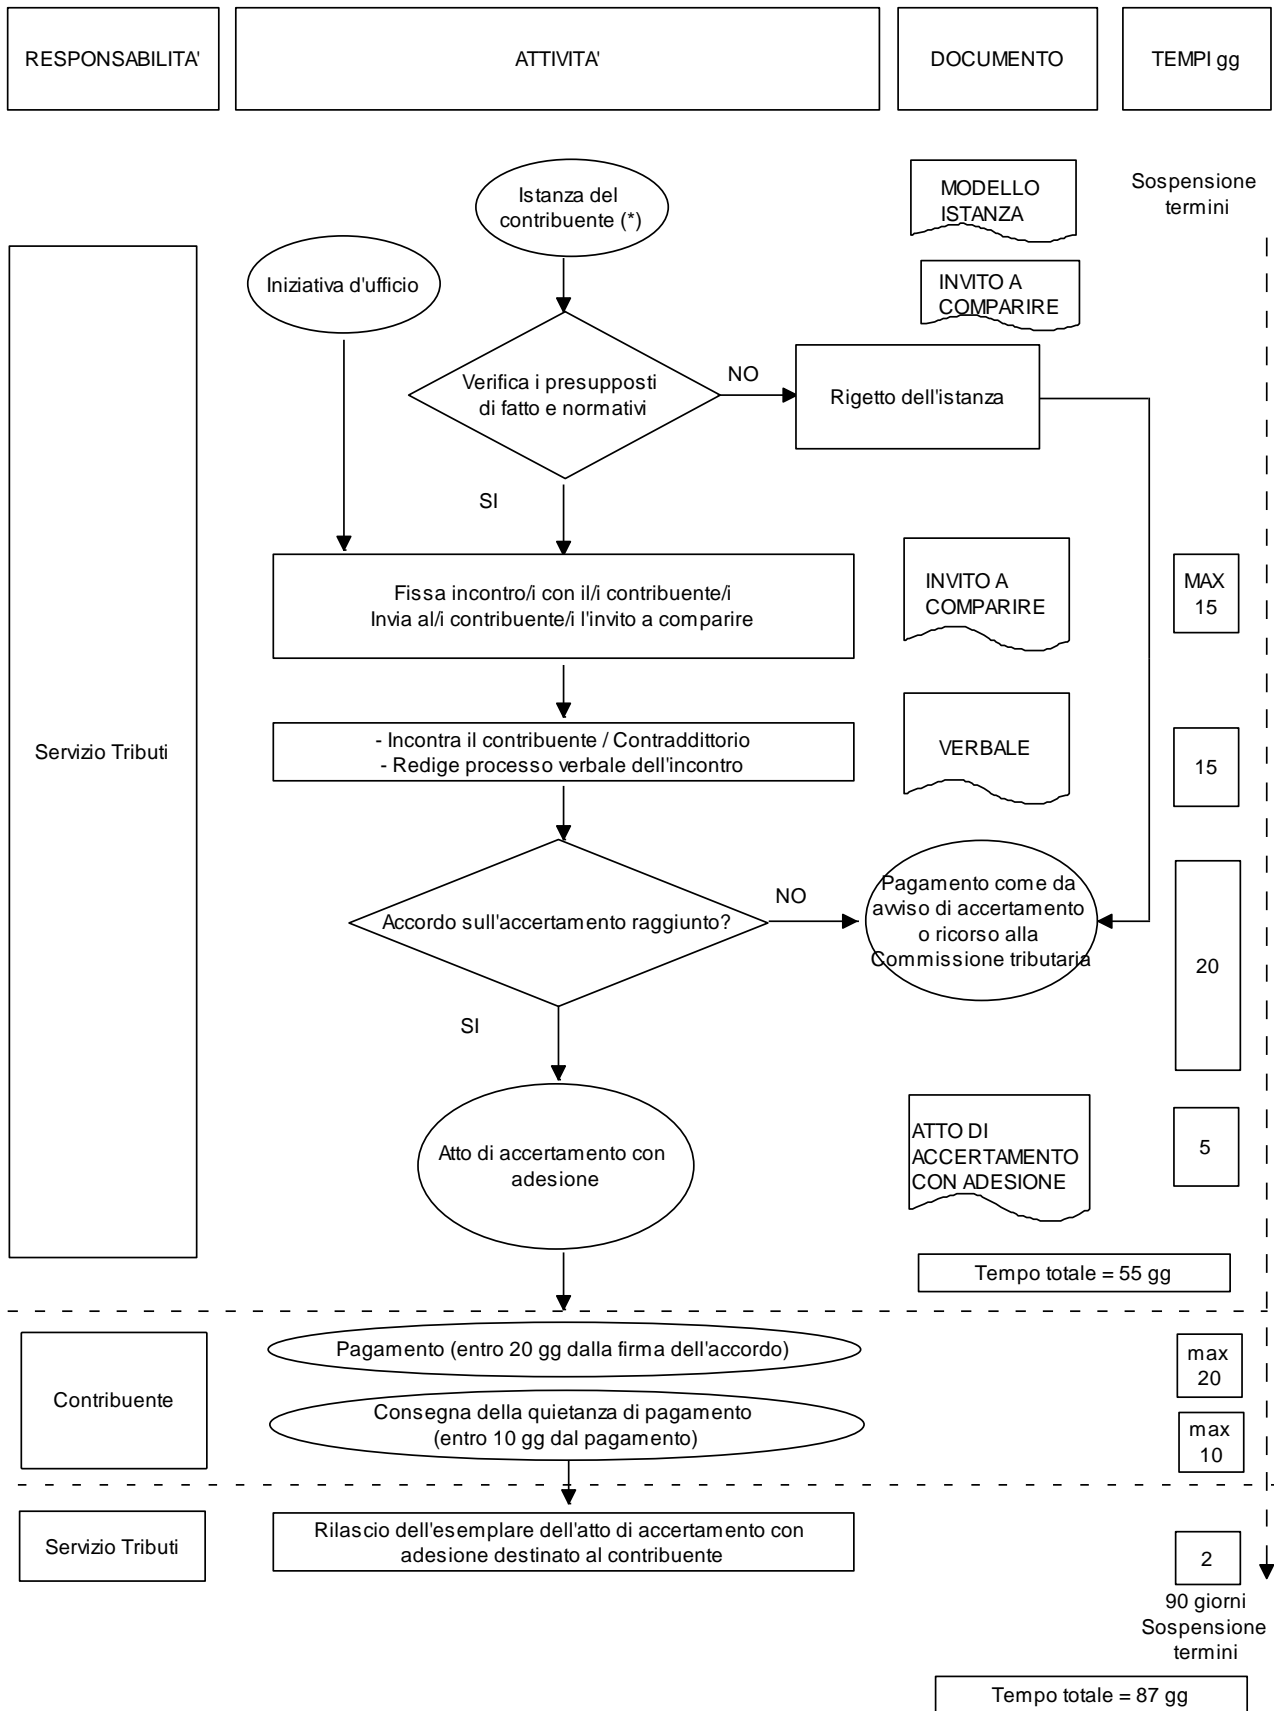 RESPONSABILITA'
ATTIVITA'
DOCUMENTO
TEMPI gg
Istanza del
contribuente (*)
MODELLO
ISTANZA
Sospensione
termini
Iniziativa d'ufficio
INVITO A
COMPARIRE
Verifica i presupposti
di fatto e normativi
NO
Rigetto dell'istanza
SI
Fissa incontro/i con il/i contribuente/i
Invia al/i contribuente/i l'invito a comparire
INVITO A
COMPARIRE
MAX
15
Servizio Tributi
- Incontra il contribuente / Contraddittorio
- Redige processo verbale dell'incontro
VERBALE
15
Accordo sull'accertamento raggiunto?
NO
Pagamento come da
avviso di accertamento
o ricorso alla
Commissione tributaria
20
SI
Atto di accertamento con
adesione
ATTO DI
ACCERTAMENTO
CON ADESIONE
5
Tempo totale = 55 gg
Contribuente
Pagamento (entro 20 gg dalla firma dell'accordo)
max
20
Consegna della quietanza di pagamento
(entro 10 gg dal pagamento)
max
10
Servizio Tributi
Rilascio dell'esemplare dell'atto di accertamento con
adesione destinato al contribuente
2
90 giorni
Sospensione
termini
Tempo totale = 87 gg